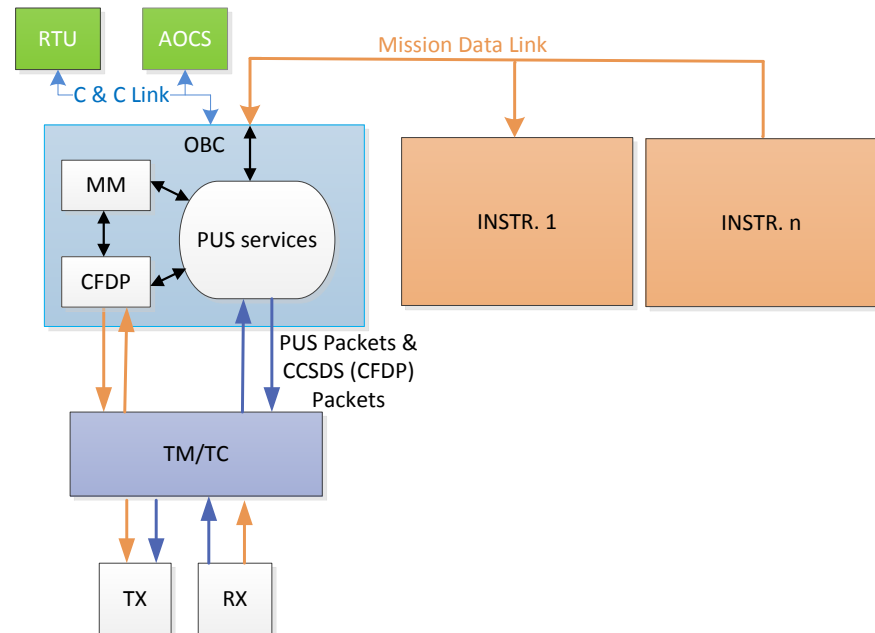 RTU
AOCS
Mission Data Link
C & C Link
OBC
MM
PUS services
CFDP
INSTR. 1
INSTR. n
PUS Packets &
CCSDS (CFDP)
Packets
TM/TC
TX
RX